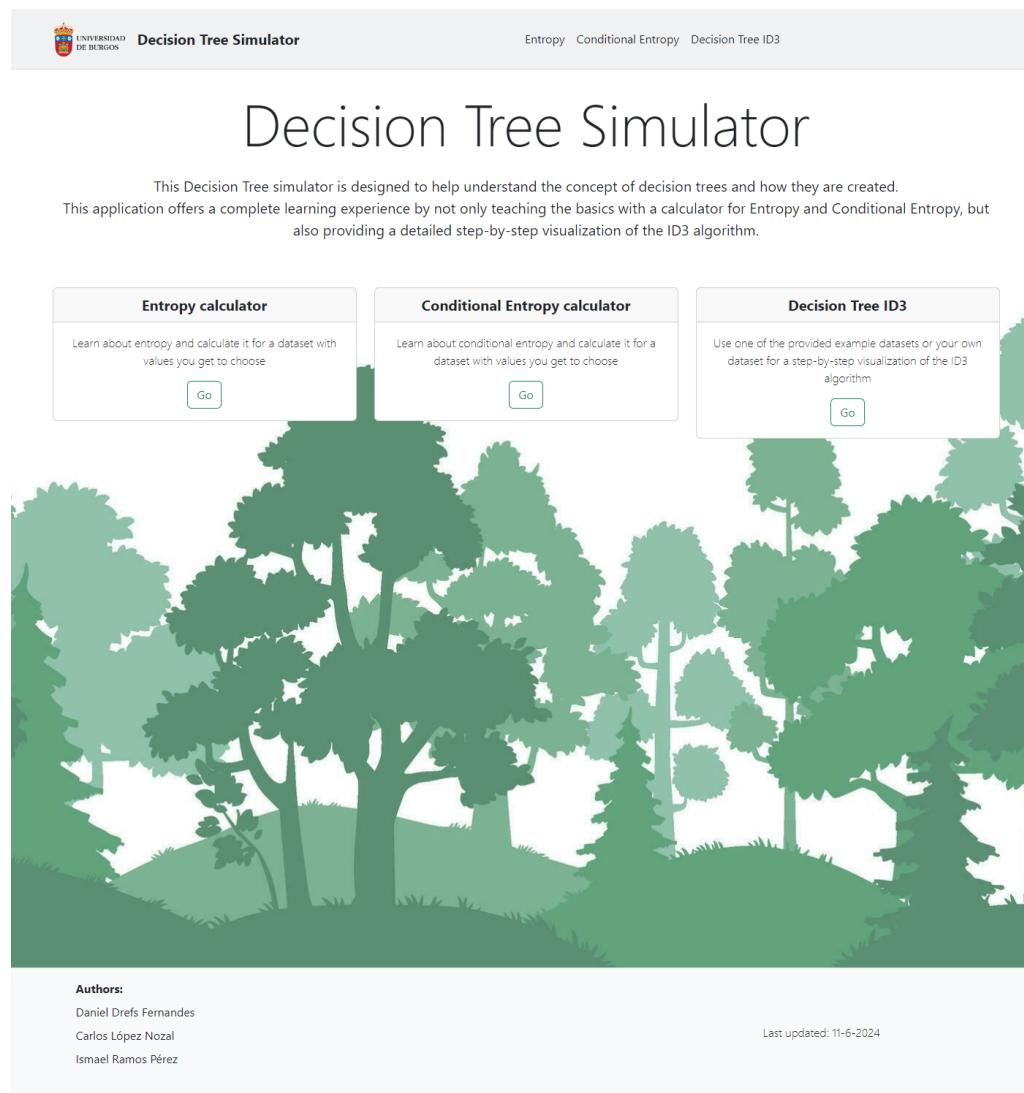 UNIVERSIDAD
DE BURGOS
Decision Tree Simulator
Entropy Conditional Entropy Decision Tree ID3
Decision Tree Simulator
This Decision Tree simulator is designed to help understand the concept of decision trees and how they are created.
This application offers a complete learning experience by not only teaching the basics with a calculator for Entropy and Conditional Entropy, but
also providing a detailed step-by-step visualization of the ID3 algorithm.
Entropy calculator
Learn about entropy and calculate it for a dataset with
values you get to choose
Go
Conditional Entropy calculator
Learn about conditional entropy and calculate it for a
dataset with values you get to choose
Go
Decision Tree ID3
Use one of the provided example datasets or your own
dataset for a step-by-step visualization of the ID3
algorithm
Go
Authors:
Daniel Drefs Fernandes
Carlos López Nozal
Ismael Ramos Pérez
Last updated: 11-6-2024